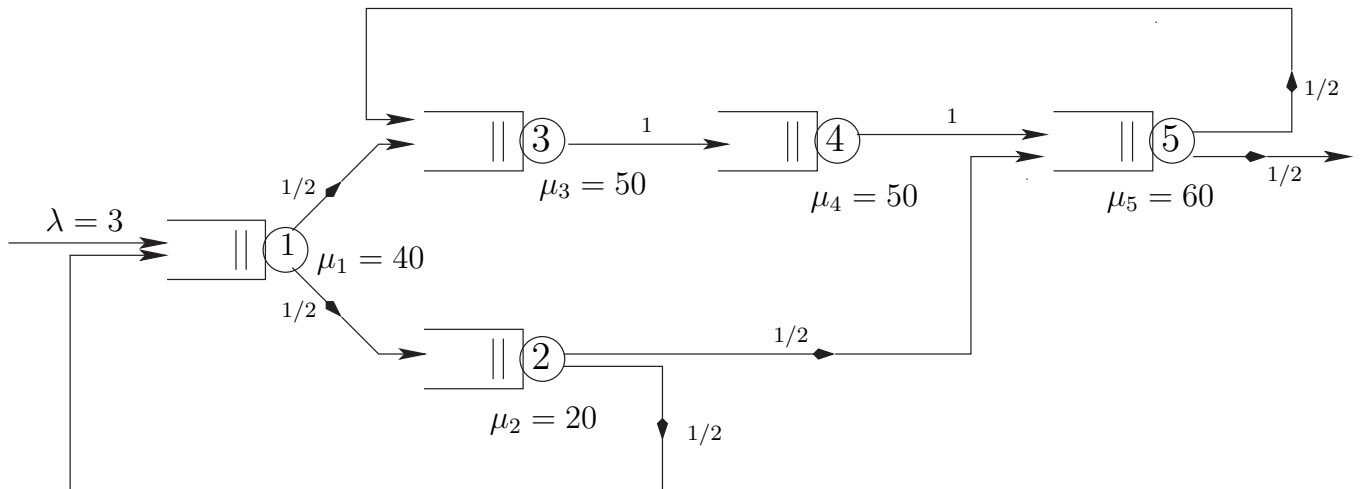 1/2
3
1
4
1
5
μ₃ = 50
μ₄ = 50
μ₅ = 60
1/2
1/2
λ = 3
1
μ₁ = 40
1/2
1/2
2
μ₂ = 20
1/2